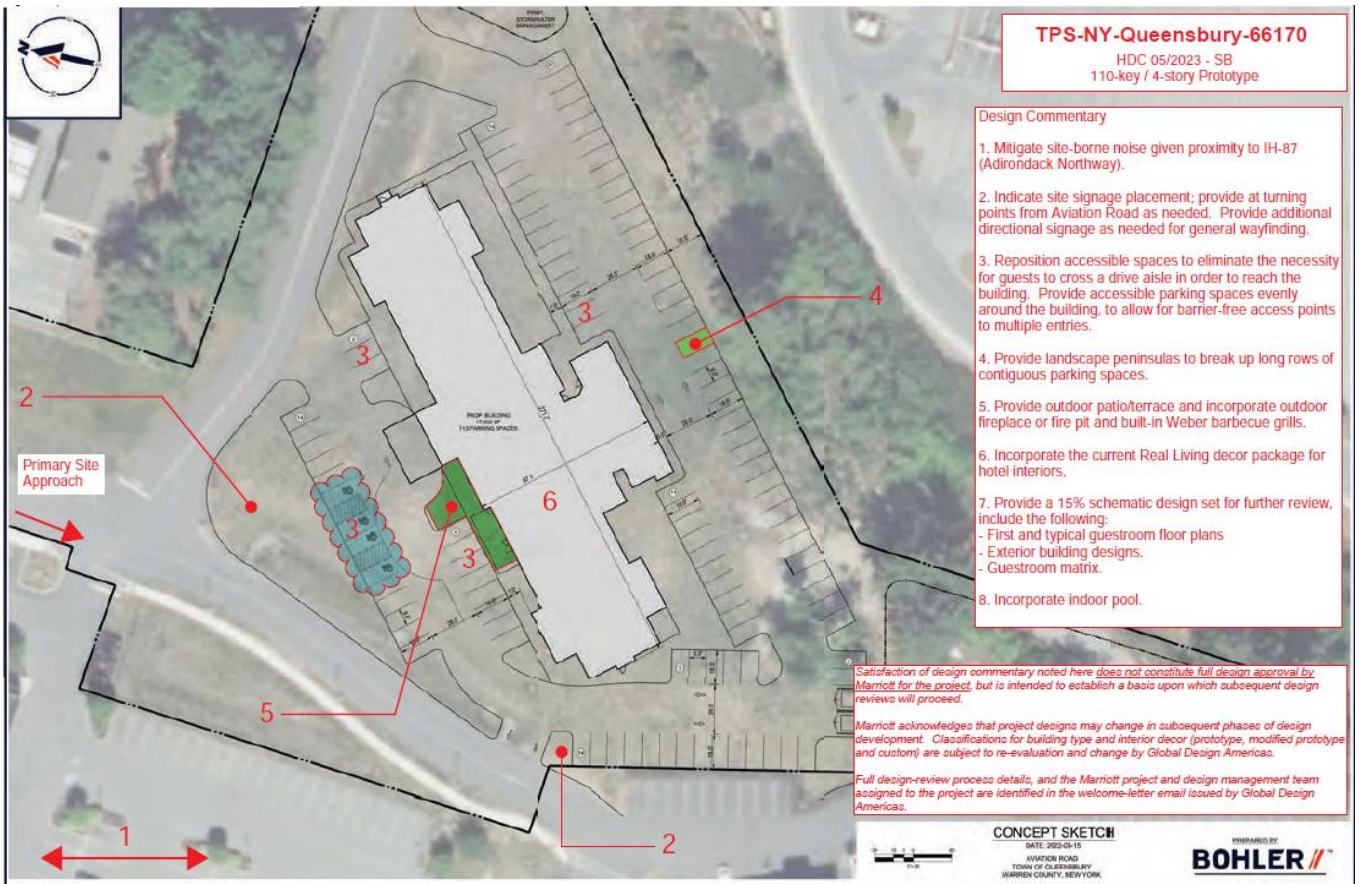 STORMWATER
MANAGEMENT
N
TPS-NY-Queensbury-66170
HDC 05/2023 - SB
110-key / 4-story Prototype
Design Commentary
1. Mitigate site-borne noise given proximity to IH-87
(Adirondack Northway).
2. Indicate site signage placement; provide at turning
points from Aviation Road as needed. Provide additional
directional signage as needed for general wayfinding.
3. Reposition accessible spaces to eliminate the necessity
for guests to cross a drive aisle in order to reach the
building. Provide accessible parking spaces evenly
around the building, to allow for barrier-free access points
to multiple entries.
4. Provide landscape peninsulas to break up long rows of
contiguous parking spaces.
5. Provide outdoor patio/terrace and incorporate outdoor
fireplace or fire pit and built-in Weber barbecue grills.
6. Incorporate the current Real Living decor package for
hotel interiors.
7. Provide a 15% schematic design set for further review,
include the following:
- First and typical guestroom floor plans
- Exterior building designs.
- Guestroom matrix.
8. Incorporate indoor pool.
4
3
3
2
PROP BUILDING
113 PARKING SPACES
Primary Site
Approach
6
3
3
5
2
1
Satisfaction of design commentary noted here does not constitute full design approval by
Marriott for the project, but is intended to establish a basis upon which subsequent design
reviews will proceed.
Marriott acknowledges that project designs may change in subsequent phases of design
development. Classifications for building type and interior decor (prototype, modified prototype
and custom) are subject to re-evaluation and change by Global Design Americas.
Full design-review process details, and the Marriott project and design management team
assigned to the project are identified in the welcome-letter email issued by Global Design
Americas.
CONCEPT SKETCH
DATE: 2022-03-15
AVIATION ROAD
TOWN OF QUEENSBURY
WARREN COUNTY, NEW YORK
PREPARED BY
BOHLER //™